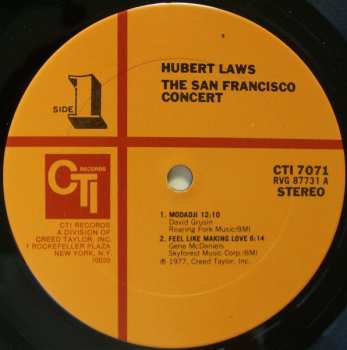 HUBERT LAWS
THE SAN FRANCISCO
CONCERT
SIDE 1
CTI RECORDS
CTI 7071
RVG 87731 A
STEREO
CTI RECORDS
A DIVISION OF
CREED TAYLOR, INC.
1 ROCKEFELLER PLAZA
NEW YORK, N.Y.
10020
1. MODADJI 12:10
David Grusin
Roaring Fork Music(BMI)
2. FEEL LIKE MAKING LOVE 6:14
Gene McDaniels
Skyforest Music Corp.(BMI)
℗ 1977, Creed Taylor, Inc.